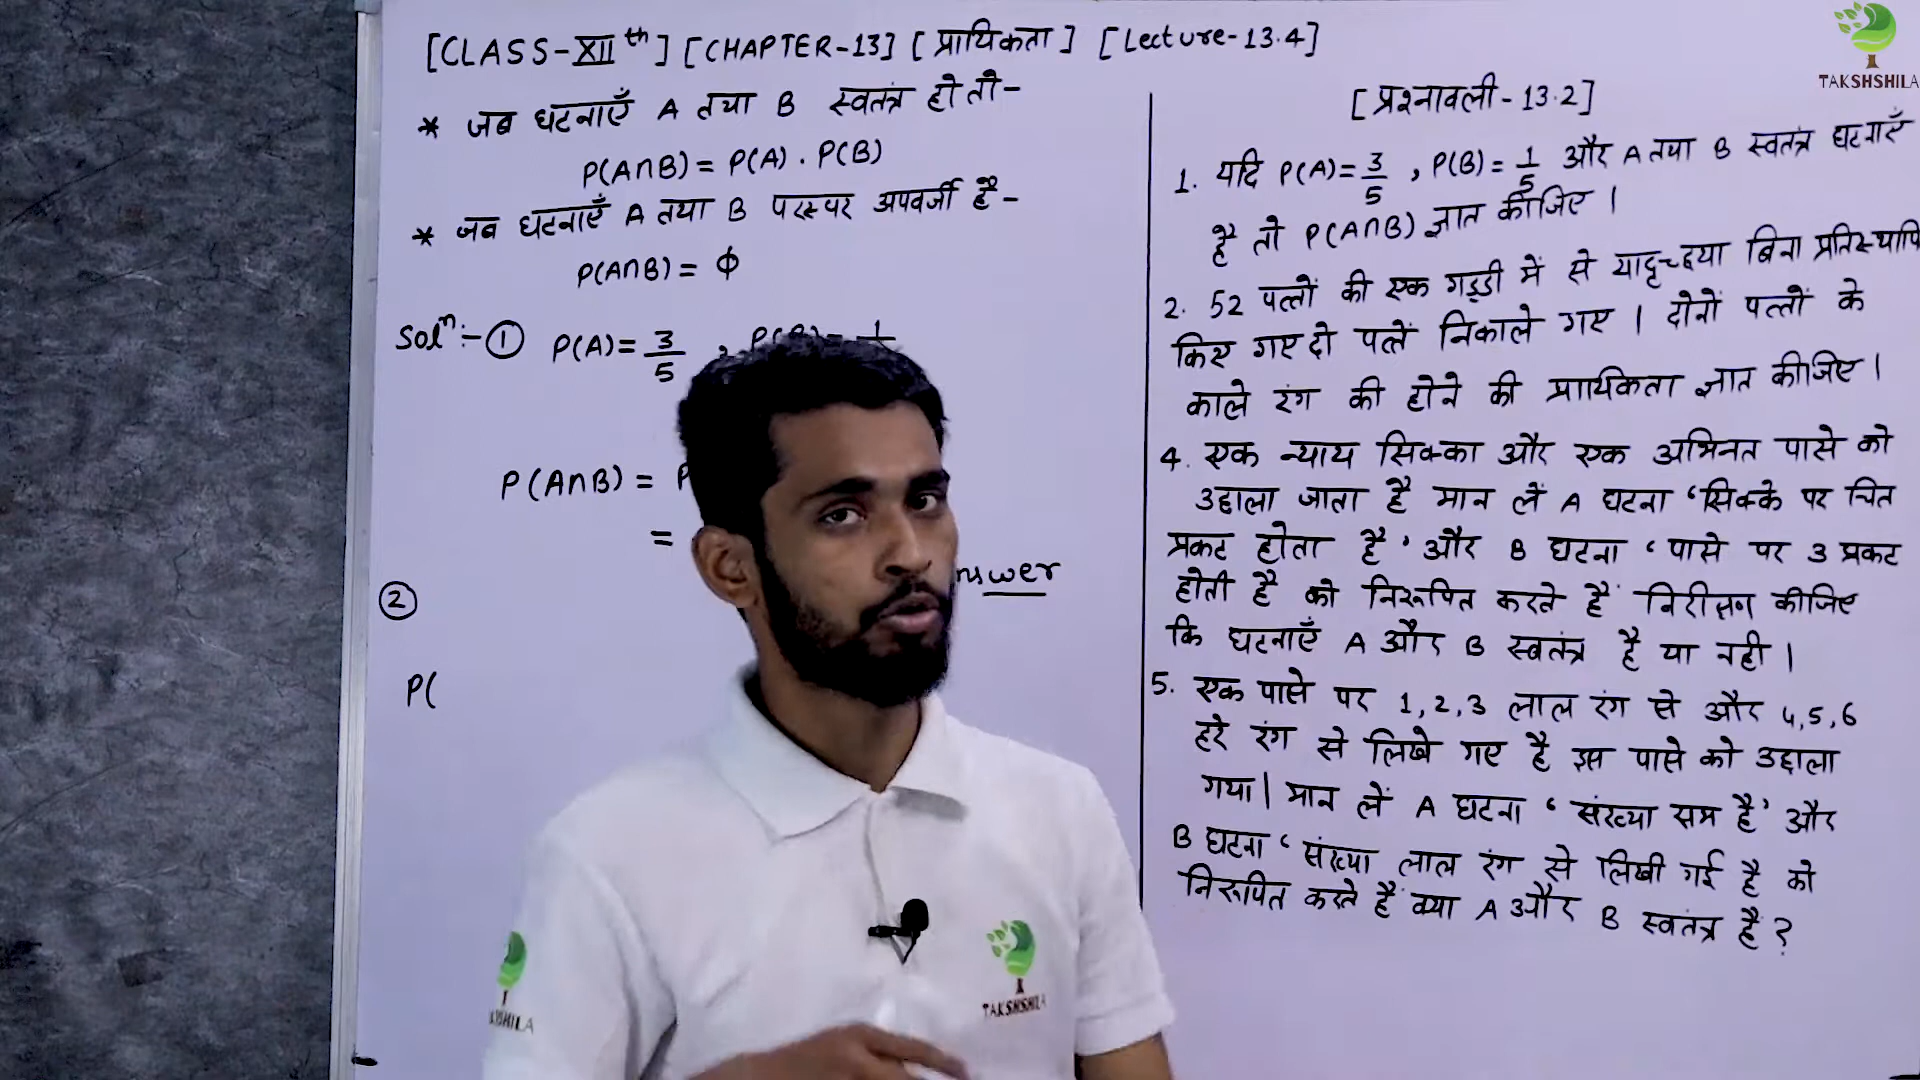 [CLASS-XII th] [CHAPTER-13] [प्रायिकता] [Lecture-13.4]
* जब घटनाएँ A तथा B स्वतंत्र हो तो-
P(A∩B) = P(A) . P(B)
* जब घटनाएँ A तथा B परस्पर अपवर्जी है-
P(A∩B) = ϕ
Solⁿ:- ① P(A)= 3/5 ,
P(A∩B) = P
=
② 
P(
[प्रश्नावली-13.2]
1. यदि P(A)= 3/5 , P(B)= 1/5 और A तथा B स्वतंत्र घटनाएँ
है तो P(A∩B) ज्ञात कीजिए ।
2. 52 पत्तों की एक गड्डी में से यादृच्छया बिना
किए गए दो पत्ते निकाले गए । दोनों पत्तों के
काले रंग की होने की प्रायिकता ज्ञात कीजिए ।
4. एक न्याय सिक्का और एक अभिनत पासे को
उछाला जाता है मान लें A घटना ‘सिक्के पर चित
प्रकट होता है’ और B घटना ‘पासे पर 3 प्रकट
होती है को निरूपित करते है निरीक्षण कीजिए
कि घटनाएँ A और B स्वतंत्र है या नही ।
5. एक पासे पर 1,2,3 लाल रंग से और 4,5,6
हरे रंग से लिखे गए है इस पासे को उछाला
गया । मान लें A घटना ‘संख्या सम है’ और
B घटना ‘संख्या लाल रंग से लिखी गई है को
निरूपित करते हैं क्या A और B स्वतंत्र है ?
TAKSHSHILA
TAKSHSHILA